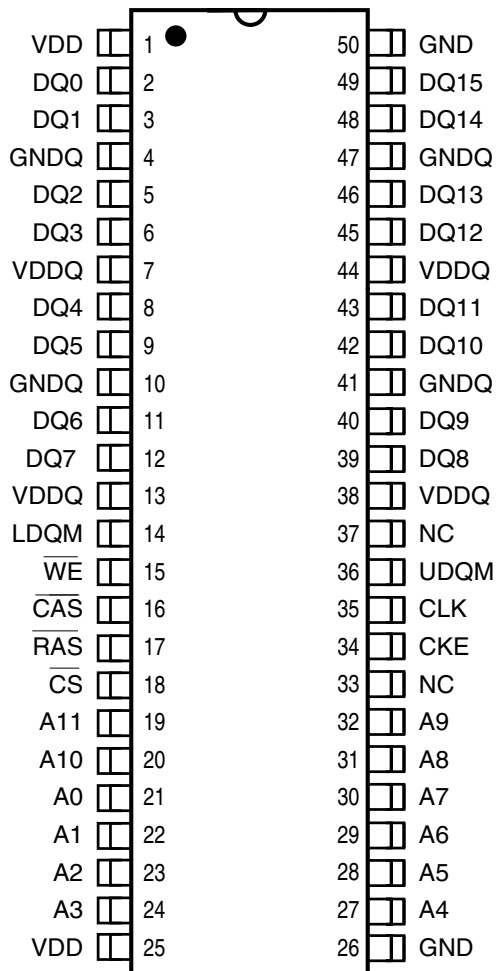 VDD 1 50 GND
DQ0 2 49 DQ15
DQ1 3 48 DQ14
GNDQ 4 47 GNDQ
DQ2 5 46 DQ13
DQ3 6 45 DQ12
VDDQ 7 44 VDDQ
DQ4 8 43 DQ11
DQ5 9 42 DQ10
GNDQ 10 41 GNDQ
DQ6 11 40 DQ9
DQ7 12 39 DQ8
VDDQ 13 38 VDDQ
LDQM 14 37 NC
W̅E̅ 15 36 UDQM
C̅A̅S̅ 16 35 CLK
R̅A̅S̅ 17 34 CKE
C̅S̅ 18 33 NC
A11 19 32 A9
A10 20 31 A8
A0 21 30 A7
A1 22 29 A6
A2 23 28 A5
A3 24 27 A4
VDD 25 26 GND